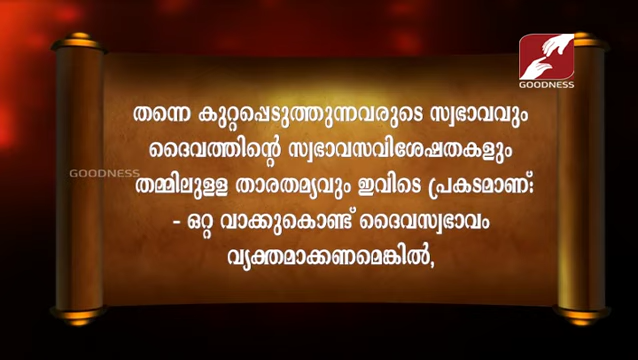 GOODNESS
തന്നെ കുറ്റപ്പെടുത്തുന്നവരുടെ സ്വഭാവവും
ദൈവത്തിന്റെ സ്വഭാവസവിശേഷതകളും
GOODNESS
തമ്മിലുളള താരതമ്യവും ഇവിടെ പ്രകടമാണ്:
- ഒറ്റ വാക്കുകൊണ്ട് ദൈവസ്വഭാവം
വ്യക്തമാക്കണമെങ്കിൽ,